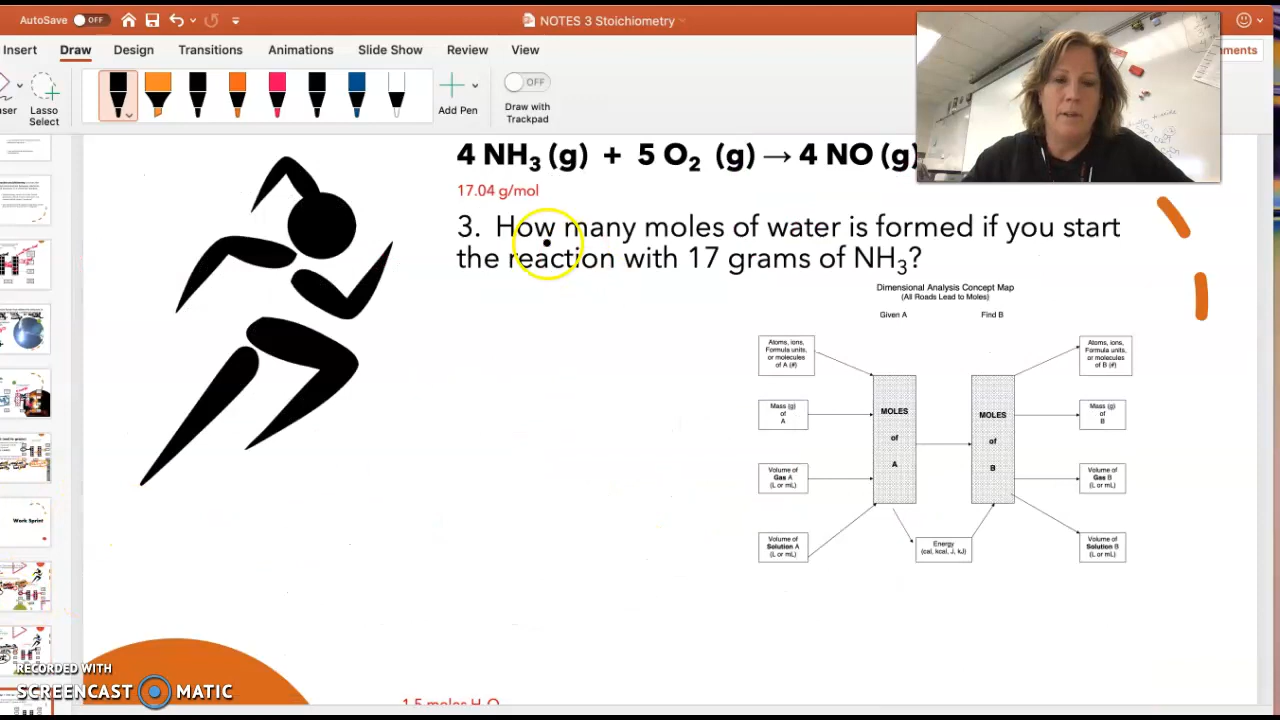 AutoSave OFF NOTES 3 Stoichiometry
Insert Draw Design Transitions Animations Slide Show Review View
Lasso Select
Add Pen
OFF
Draw with Trackpad
4 NH₃ (g) + 5 O₂ (g) → 4 NO (g)
17.04 g/mol
3. How many moles of water is formed if you start
the reaction with 17 grams of NH₃?
Dimensional Analysis Concept Map
(All Roads Lead to Moles)
Given A Find B
Atoms, ions,
Formula units,
or molecules
of A (#)
Mass (g)
of
A
Volume of
Gas A
(L or mL)
Volume of
Solution A
(L or mL)
MOLES
of
A
MOLES
of
B
Energy
(cal, kcal, J, kJ)
Atoms, ions,
Formula units,
or molecules
of B (#)
Mass (g)
of
B
Volume of
Gas B
(L or mL)
Volume of
Solution B
(L or mL)
Work Sprint
RECORDED WITH
SCREENCAST MATIC
1.5 moles H₂O